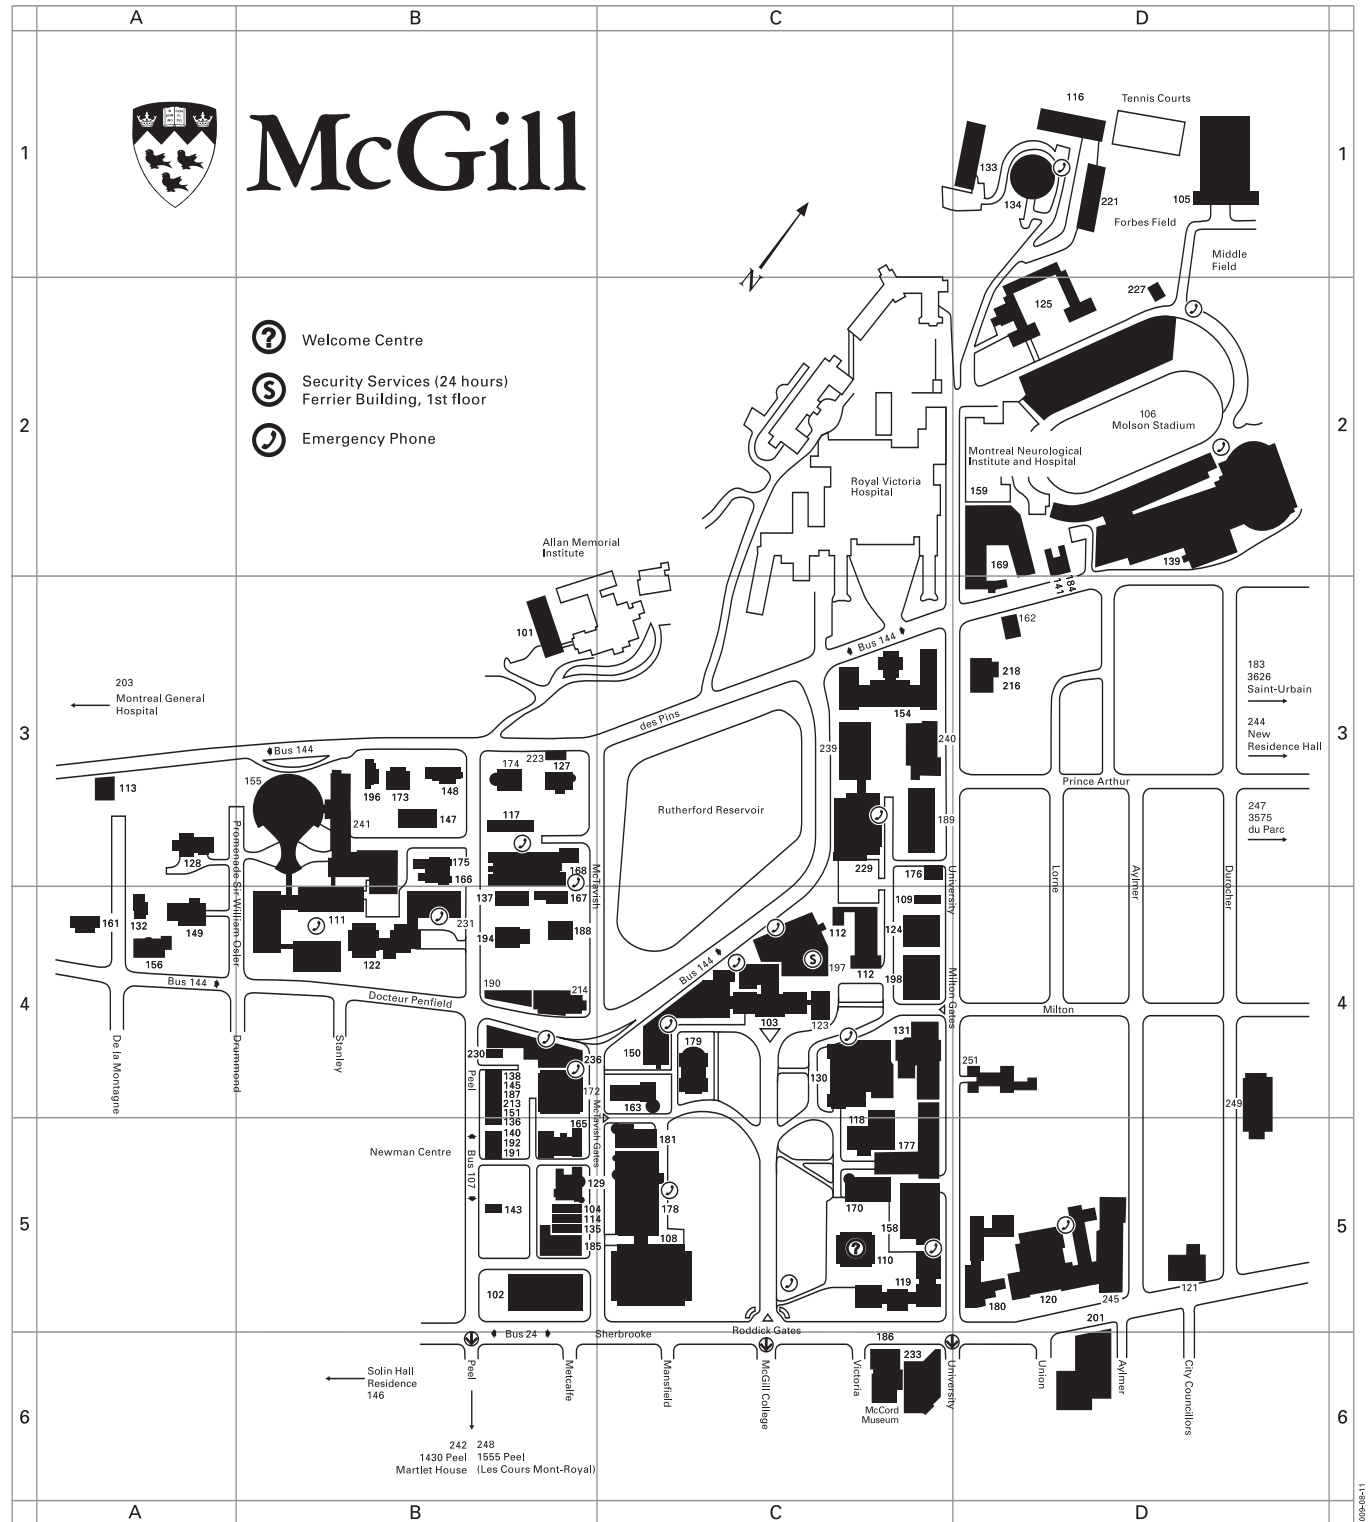 A
B
C
D
1
1
McGill
116
Tennis Courts
133
134
221
105
Forbes Field
Middle
Field
N
Welcome Centre
S
Security Services (24 hours)
Ferrier Building, 1st floor
Emergency Phone
?
125
227
2
2
106
Molson Stadium
Montreal Neurological
Institute and Hospital
159
Royal Victoria
Hospital
Allan Memorial
Institute
169
141
184
139
101
162
Bus 144
218
216
203
Montreal General
Hospital
183
3626
Saint-Urbain
244
New
Residence Hall
154
des Pins
3
3
239
240
Bus 144
223
174
127
155
113
196
173
148
Prince Arthur
Rutherford Reservoir
247
3575
du Parc
117
147
241
189
128
Promenade Sir William Osler
175
166
168
McTavish
229
176
University
Lorne
Aylmer
Durocher
137
167
109
161
132
149
111
231
124
112
194
188
156
122
197
S
112
198
Bus 144
Bus 144
190
214
Docteur Penfield
Milton Gates
4
4
Milton
103
123
De la Montagne
Drummond
Stanley
131
230
236
150
179
251
Peel
138
145
187
213
151
136
172
130
163
249
McTavish Gates
118
140
192
191
165
181
177
Newman Centre
Bus 107
129
143
104
114
135
185
178
108
170
158
5
5
?
110
102
119
180
120
245
121
201
Bus 24
Sherbrooke
Roddick Gates
186
233
Peel
Metcalfe
Mansfield
McGill College
Victoria
University
Union
Aylmer
City Councillors
Solin Hall
Residence
146
McCord
Museum
6
6
242
1430 Peel
Martlet House
248
1555 Peel
(Les Cours Mont-Royal)
A
B
C
D